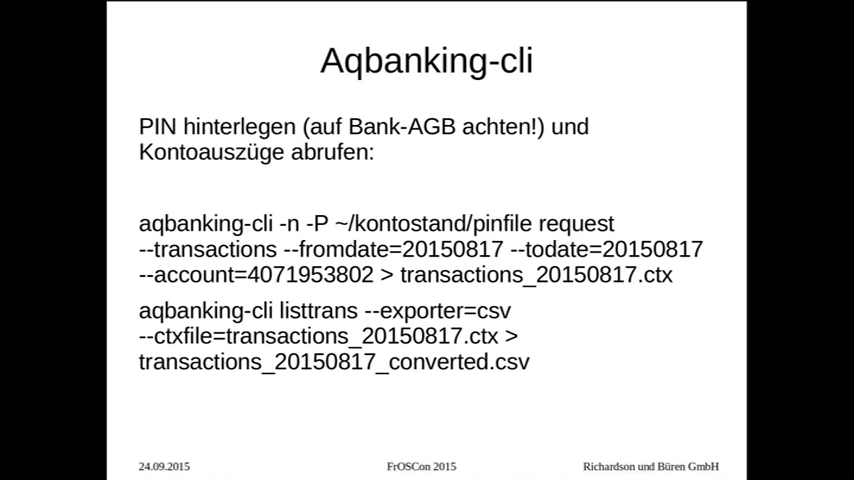 Aqbanking-cli
PIN hinterlegen (auf Bank-AGB achten!) und
Kontoauszüge abrufen:
aqbanking-cli -n -P ~/kontostand/pinfile request
--transactions --fromdate=20150817 --todate=20150817
--account=4071953802 > transactions_20150817.ctx
aqbanking-cli listtrans --exporter=csv
--ctxfile=transactions_20150817.ctx >
transactions_20150817_converted.csv
24.09.2015 FrOSCon 2015 Richardson und Büren GmbH